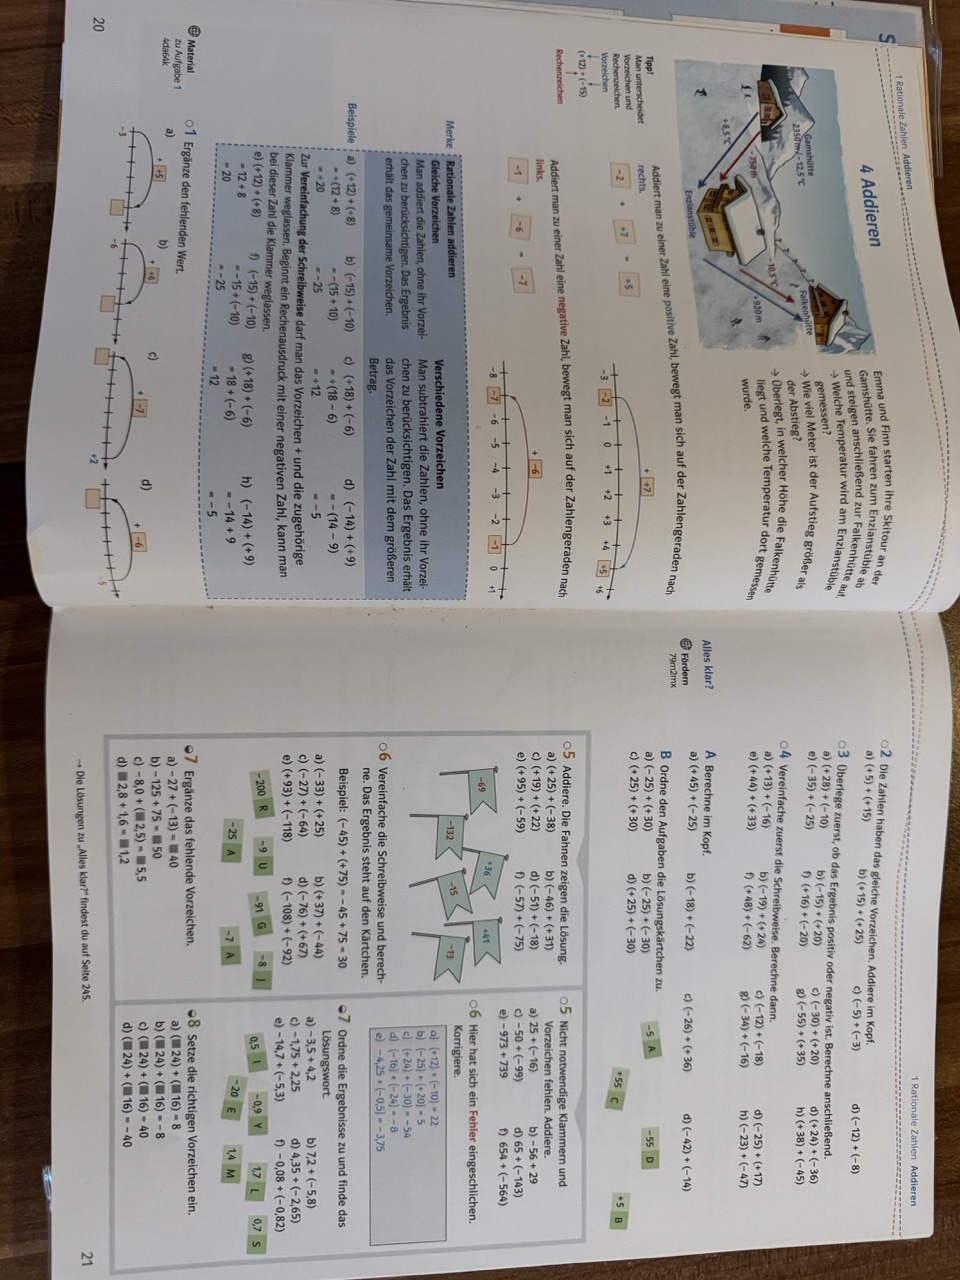 1 Rationale Zahlen Addieren
4 Addieren
Gamshütte
2350 m, –12,5 °C
+8,5 °C
–750 m
Enzianstüble
–10,5 °C
+920 m
Falkenhütte
Emma und Finn starten ihre Skitour an der
Gamshütte. Sie fahren zum Enzianstüble ab
und steigen anschließend zur Falkenhütte auf.
→ Welche Temperatur wird am Enzianstüble
gemessen?
→ Wie viel Meter ist der Aufstieg größer als
der Abstieg?
→ Überlegt, in welcher Höhe die Falkenhütte
liegt und welche Temperatur dort gemessen
wurde.
Tipp!
Man unterscheidet
Vorzeichen und
Rechenzeichen.
Vorzeichen
(+12) + (–15)
Rechenzeichen
Addiert man zu einer Zahl eine positive Zahl, bewegt man sich auf der Zahlengeraden nach
rechts.
–2 + +7 = +5
+ +7
–3 –2 –1 0 +1 +2 +3 +4 +5 +6
Addiert man zu einer Zahl eine negative Zahl, bewegt man sich auf der Zahlengeraden nach
links.
–1 + –6 = –7
+ –6
–8 –7 –6 –5 –4 –3 –2 –1 0 +1
Merke
Rationale Zahlen addieren
Gleiche Vorzeichen
Man addiert die Zahlen, ohne ihr Vorzei-
chen zu berücksichtigen. Das Ergebnis
erhält das gemeinsame Vorzeichen.
Verschiedene Vorzeichen
Man subtrahiert die Zahlen, ohne ihr Vorzei-
chen zu berücksichtigen. Das Ergebnis erhält
das Vorzeichen der Zahl mit dem größeren
Betrag.
Beispiele
a) (+12) + (+8) b) (–15) + (–10) c) (+18) + (–6) d) (–14) + (+9)
= +(12 + 8) = –(15 + 10) = +(18 – 6) = –(14 – 9)
= +20 = –25 = +12 = –5
Zur Vereinfachung der Schreibweise darf man das Vorzeichen + und die zugehörige
Klammer weglassen. Beginnt ein Rechenausdruck mit einer negativen Zahl, kann man
bei dieser Zahl die Klammer weglassen.
e) (+12) + (+8) f) (–15) + (–10) g) (+18) + (–6) h) (–14) + (+9)
= 12 + 8 = –15 + (–10) = 18 + (–6) = –14 + 9
= 20 = –25 = 12 = –5
○1 Ergänze den fehlenden Wert.
Material
zu Aufgabe 1
4da64k
a) b) c) d)
+ +5 + +4 + –7 + –6
–3 –6 +2 –5
20
1 Rationale Zahlen Addieren
○2 Die Zahlen haben das gleiche Vorzeichen. Addiere im Kopf.
a) (+5) + (+15) b) (+15) + (+25) c) (–5) + (–3) d) (–12) + (–8)
○3 Überlege zuerst, ob das Ergebnis positiv oder negativ ist. Berechne anschließend.
a) (+28) + (–10) b) (–15) + (+20) c) (–30) + (+20) d) (+24) + (–36)
e) (–35) + (–25) f) (+16) + (–20) g) (–55) + (+35) h) (+38) + (–45)
○4 Vereinfache zuerst die Schreibweise. Berechne dann.
a) (+13) + (–16) b) (–19) + (+24) c) (–12) + (–18) d) (–25) + (+17)
e) (+44) + (+33) f) (+48) + (–62) g) (–34) + (–16) h) (–23) + (–47)
Alles klar?
Fördern
79m2mx
A Berechne im Kopf.
a) (+45) + (–25) b) (–18) + (–22) c) (–26) + (+36) d) (–42) + (–14)
B Ordne den Aufgaben die Lösungskärtchen zu.
a) (–25) + (+30) b) (–25) + (–30)
c) (+25) + (+30) d) (+25) + (–30)
–5 A
+55 C
–55 D
+5 B
○5 Addiere. Die Fahnen zeigen die Lösung.
a) (+25) + (–38) b) (–46) + (+31)
c) (+19) + (+22) d) (–51) + (–18)
e) (+95) + (–59) f) (–57) + (–75)
–69
–132
+36
–15
+41
–13
○6 Vereinfache die Schreibweise und berech-
ne. Das Ergebnis steht auf den Kärtchen.
Beispiel: (–45) + (+75) = –45 + 75 = 30
a) (–33) + (+25) b) (+37) + (–44)
c) (–27) + (–64) d) (–76) + (+67)
e) (+93) + (–118) f) (–108) + (–92)
–200 R
–9 U
–91 G
–8 J
–25 A
–7 A
◒7 Ergänze das fehlende Vorzeichen.
a) –27 + (–13) = ■ 40
b) –125 + 75 = ■ 50
c) –8,0 + (■ 2,5) = ■ 5,5
d) ■ 2,8 + 1,6 = ■ 1,2
○5 Nicht notwendige Klammern und
Vorzeichen fehlen. Addiere.
a) 25 + (–16) b) –56 + 29
c) –50 + (–99) d) 65 + (–143)
e) –973 + 739 f) 654 + (–564)
○6 Hier hat sich ein Fehler eingeschlichen.
Korrigiere.
a) (+12) + (–10) = 22
b) (–25) + (+20) = 5
c) (+24) + (–30) = –54
d) (–16) + (–24) = –8
e) –4,25 + (–0,5) = –3,75
◒7 Ordne die Ergebnisse zu und finde das
Lösungswort.
a) –3,5 + 4,2 b) 7,2 + (–5,8)
c) –1,75 + 2,25 d) 4,35 + (–2,65)
e) –14,7 + (–5,3) f) –0,08 + (–0,82)
0,5 I
–0,9 Y
1,7 L
0,7 S
–20 E
1,4 M
◒8 Setze die richtigen Vorzeichen ein.
a) (■ 24) + (■ 16) = 8
b) (■ 24) + (■ 16) = –8
c) (■ 24) + (■ 16) = 40
d) (■ 24) + (■ 16) = –40
→ Die Lösungen zu „Alles klar?“ findest du auf Seite 245.
21